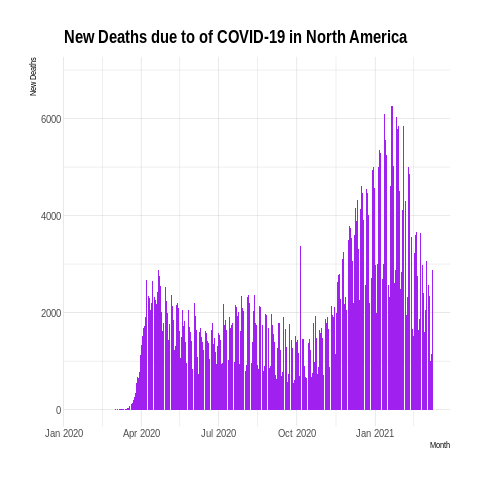 New Deaths due to of COVID-19 in North America
New Deaths
6000
4000
2000
0
Jan 2020 Apr 2020 Jul 2020 Oct 2020 Jan 2021
Month